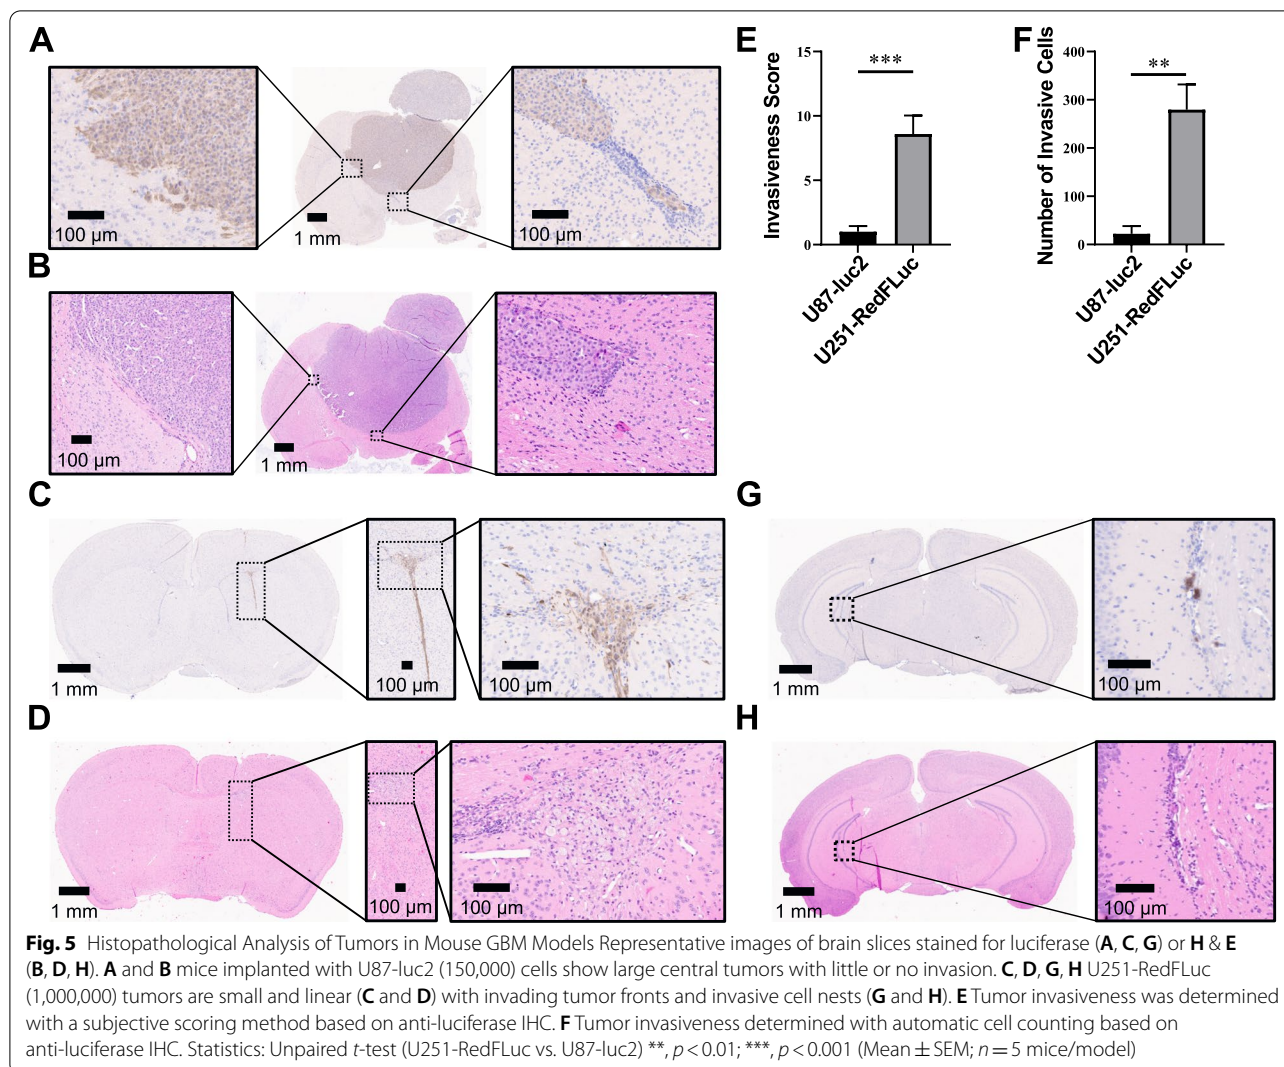 A
100 µm
1 mm
100 µm
B
100 µm
1 mm
100 µm
C
1 mm
100 µm
100 µm
D
1 mm
100 µm
100 µm
E
Invasiveness Score
15
10
5
0
***
U87-luc2
U251-RedFLuc
F
Number of Invasive Cells
400
300
200
100
0
**
U87-luc2
U251-RedFLuc
G
1 mm
100 µm
H
1 mm
100 µm
Fig. 5 Histopathological Analysis of Tumors in Mouse GBM Models Representative images of brain slices stained for luciferase (A, C, G) or H & E
(B, D, H). A and B mice implanted with U87-luc2 (150,000) cells show large central tumors with little or no invasion. C, D, G, H U251-RedFLuc
(1,000,000) tumors are small and linear (C and D) with invading tumor fronts and invasive cell nests (G and H). E Tumor invasiveness was determined
with a subjective scoring method based on anti-luciferase IHC. F Tumor invasiveness determined with automatic cell counting based on
anti-luciferase IHC. Statistics: Unpaired t-test (U251-RedFLuc vs. U87-luc2) **, p < 0.01; ***, p < 0.001 (Mean ± SEM; n = 5 mice/model)